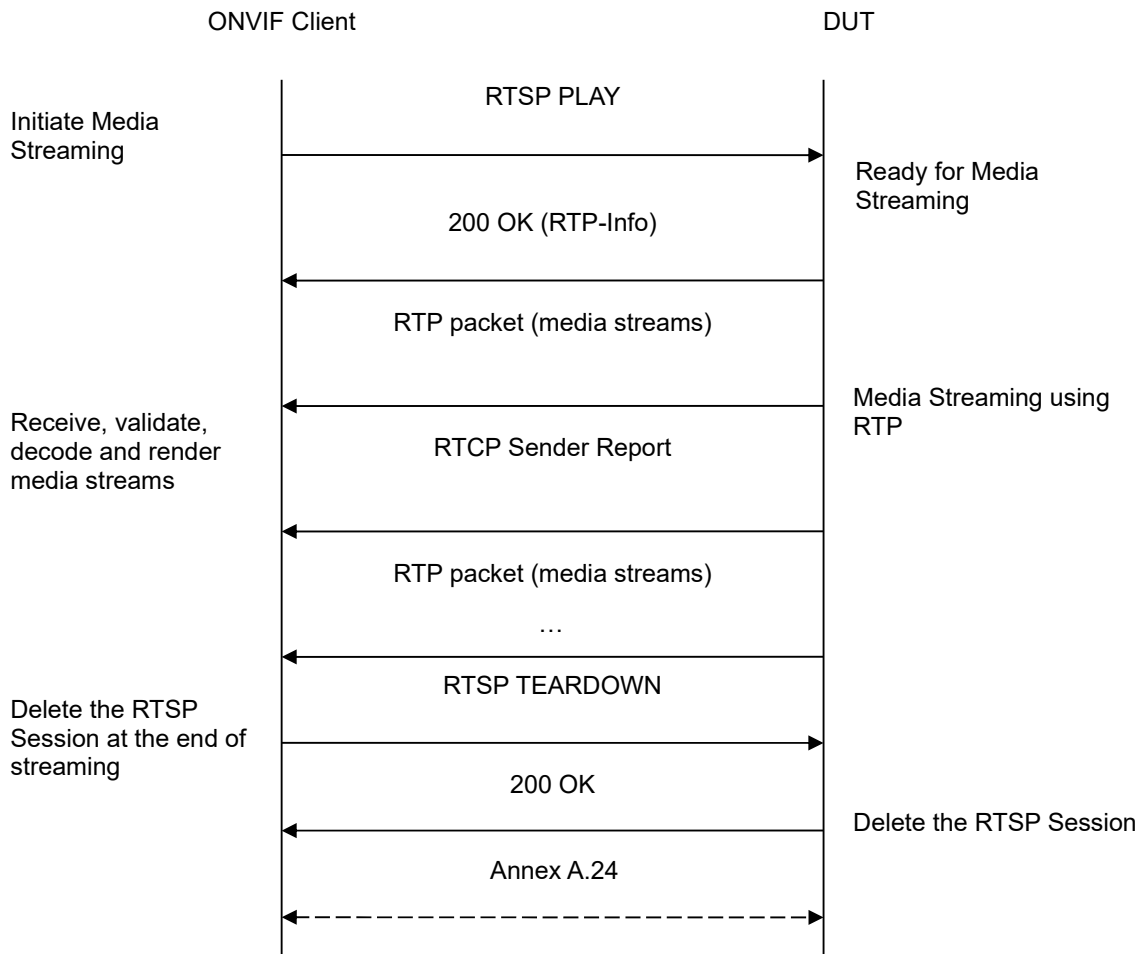 ONVIF Client
DUT
RTSP PLAY
Initiate Media
Streaming
Ready for Media
Streaming
200 OK (RTP-Info)
RTP packet (media streams)
Media Streaming using
RTP
Receive, validate,
decode and render
media streams
RTCP Sender Report
RTP packet (media streams)
…
RTSP TEARDOWN
Delete the RTSP
Session at the end of
streaming
200 OK
Delete the RTSP Session
Annex A.24